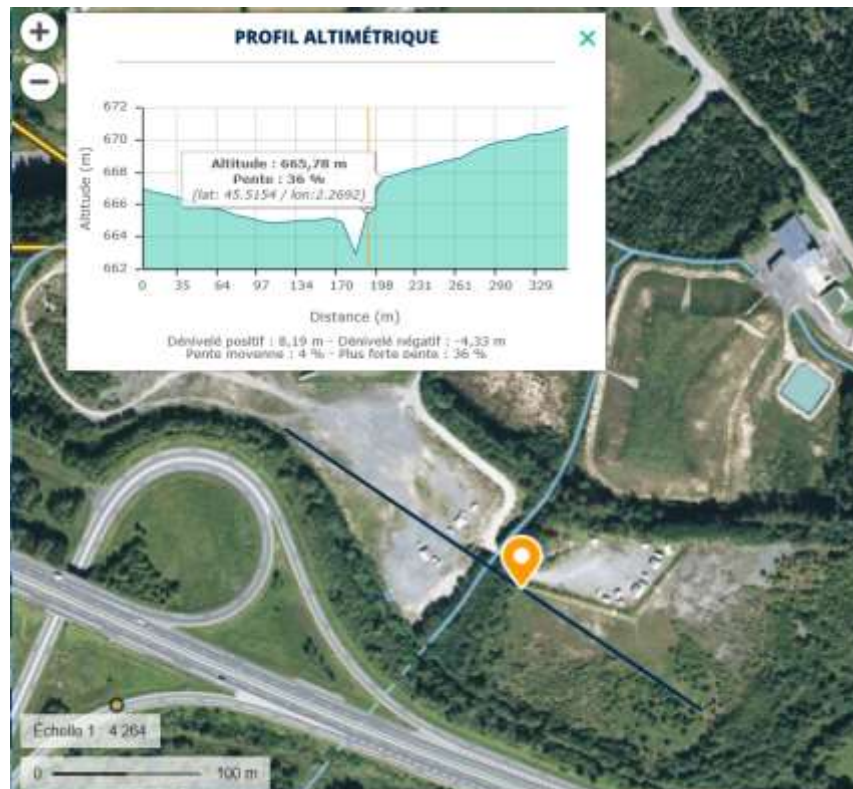 PROFIL ALTIMÉTRIQUE
672
670
668
666
664
662
Altitude (m)
Altitude : 665,78 m
Pente : 36 %
(lat: 45.5154 / lon:2.2692)
0 35 64 97 134 170 198 231 261 290 329
Distance (m)
Dénivelé positif : 8,19 m - Dénivelé négatif : -4,33 m
Pente moyenne : 4 % - Plus forte pente : 36 %
Échelle 1 : 4 264
0 100 m